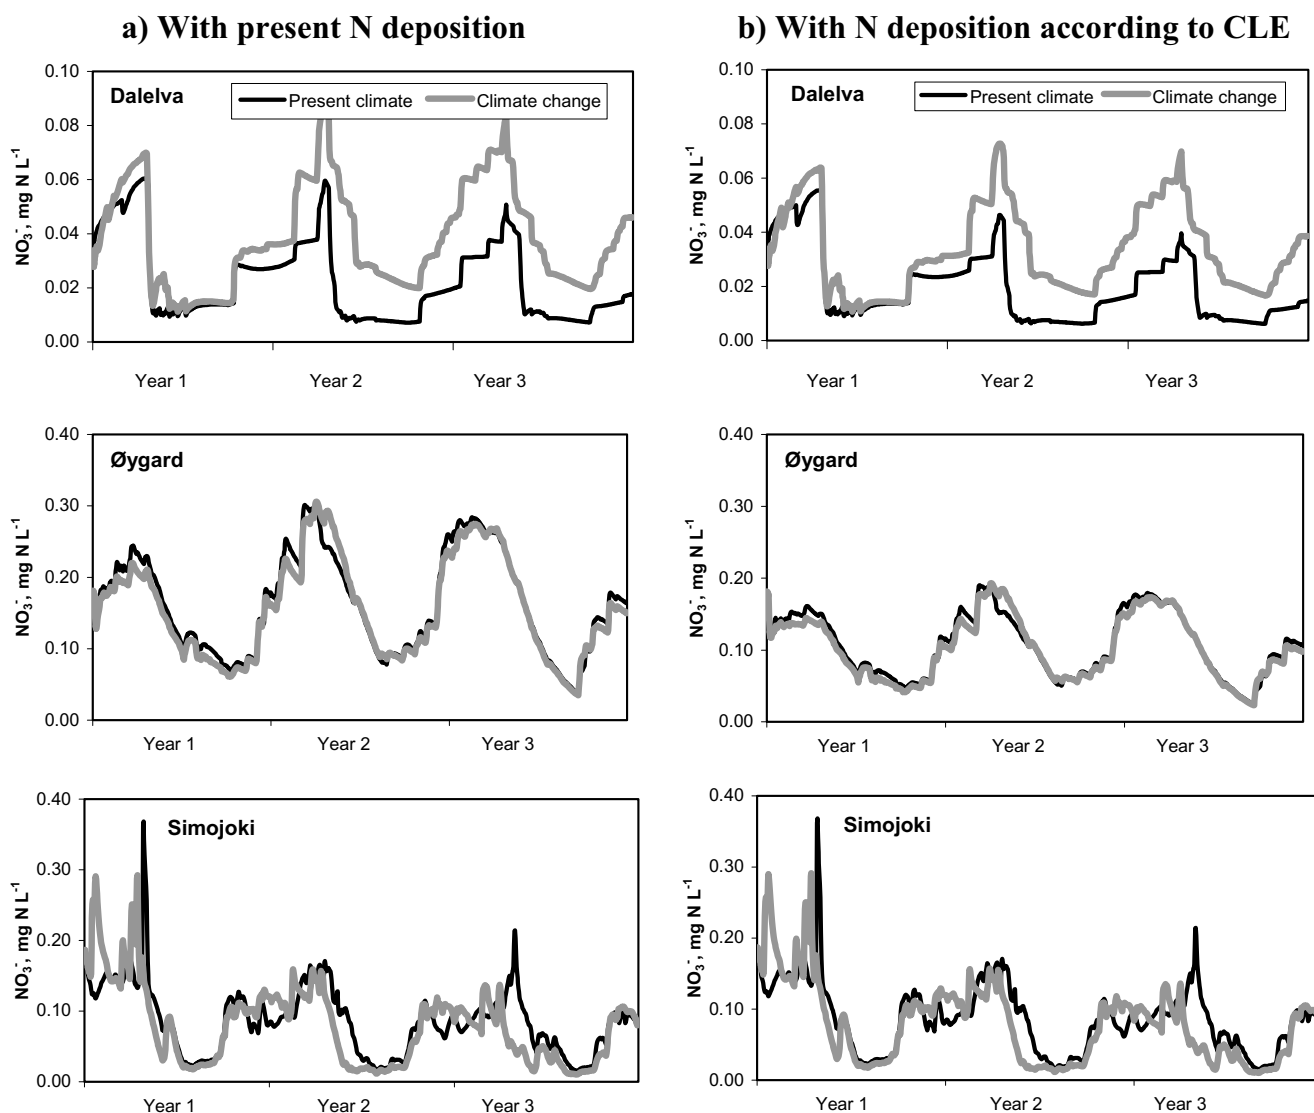 a) With present N deposition
b) With N deposition according to CLE
0.10
0.08
0.06
0.04
0.02
0.00
NO₃⁻, mg N L⁻¹
Dalelva
Present climate
Climate change
Year 1
Year 2
Year 3
0.10
0.08
0.06
0.04
0.02
0.00
NO₃⁻, mg N L⁻¹
Dalelva
Present climate
Climate change
Year 1
Year 2
Year 3
0.40
0.30
0.20
0.10
0.00
NO₃⁻, mg N L⁻¹
Øygard
Year 1
Year 2
Year 3
0.40
0.30
0.20
0.10
0.00
NO₃⁻, mg N L⁻¹
Øygard
Year 1
Year 2
Year 3
0.40
0.30
0.20
0.10
0.00
NO₃⁻, mg N L⁻¹
Simojoki
Year 1
Year 2
Year 3
0.40
0.30
0.20
0.10
0.00
NO₃⁻, mg N L⁻¹
Simojoki
Year 1
Year 2
Year 3